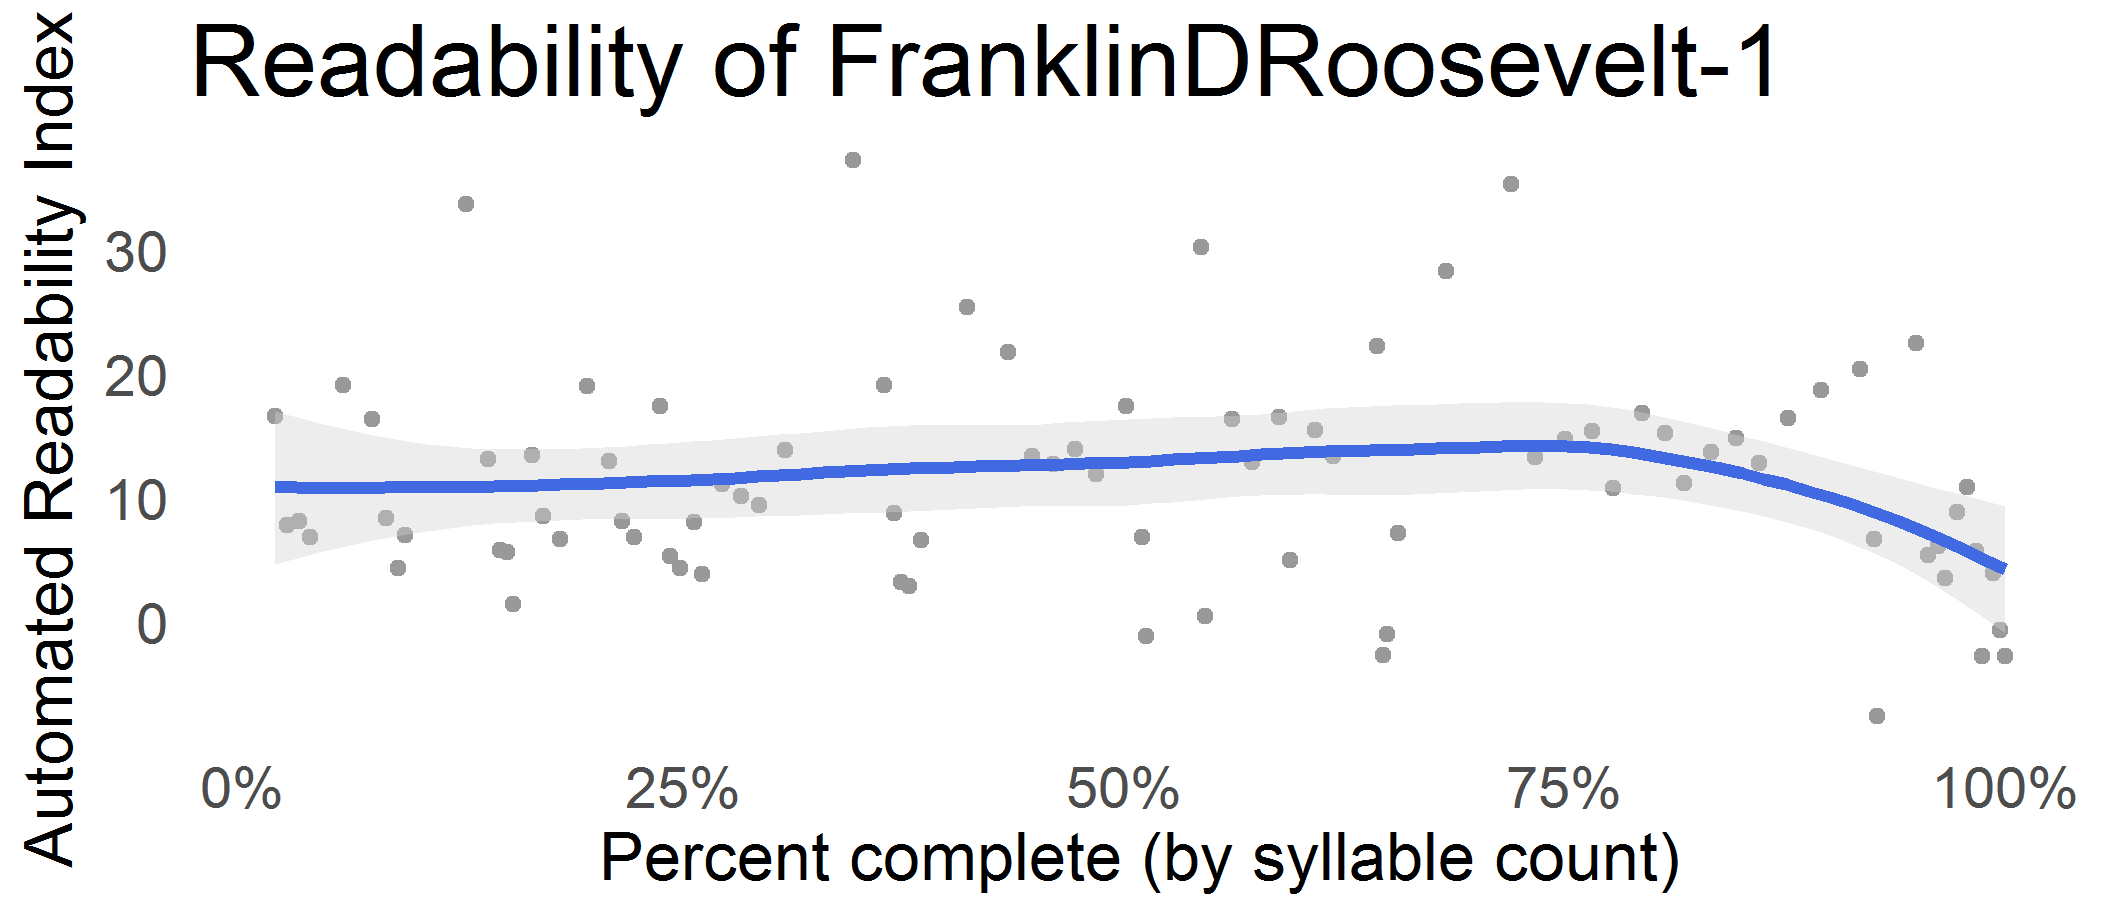 Readability of FranklinDRoosevelt-1
Automated Readability Index
30
20
10
0
0% 25% 50% 75% 100%
Percent complete (by syllable count)